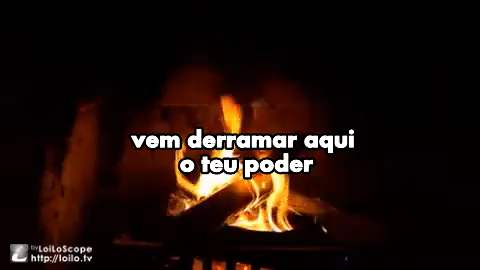 vem derramar aqui
o teu poder
by LoiLoScope
http://loilo.tv